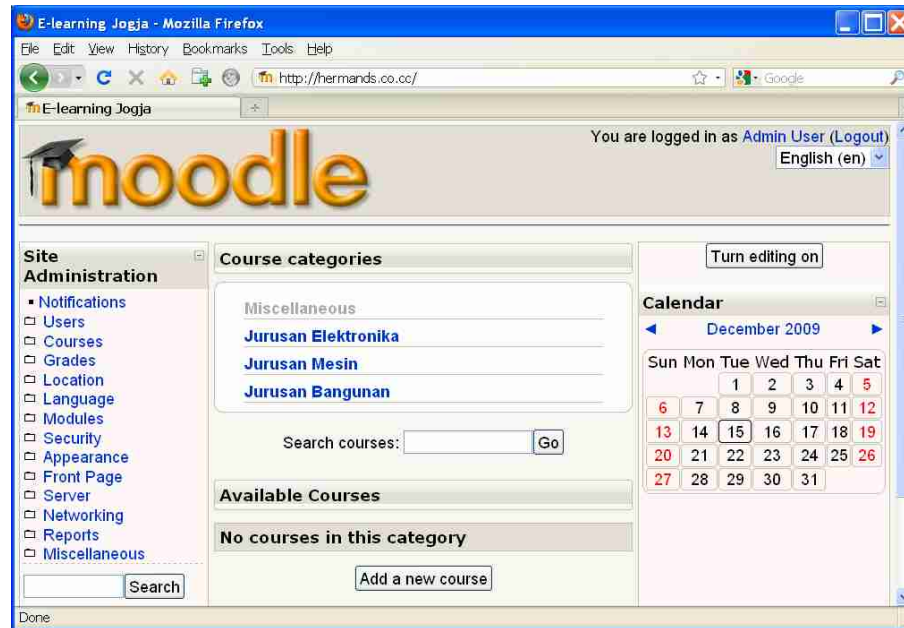 E-learning Jogja - Mozilla Firefox
File Edit View History Bookmarks Tools Help
http://hermands.co.cc/
Google
E-learning Jogja
moodle
You are logged in as Admin User (Logout)
English (en)
Site Administration
Notifications
Users
Courses
Grades
Location
Language
Modules
Security
Appearance
Front Page
Server
Networking
Reports
Miscellaneous
Search
Course categories
Miscellaneous
Jurusan Elektronika
Jurusan Mesin
Jurusan Bangunan
Search courses: Go
Available Courses
No courses in this category
Add a new course
Turn editing on
Calendar
December 2009
Sun Mon Tue Wed Thu Fri Sat
1 2 3 4 5
6 7 8 9 10 11 12
13 14 15 16 17 18 19
20 21 22 23 24 25 26
27 28 29 30 31
Done